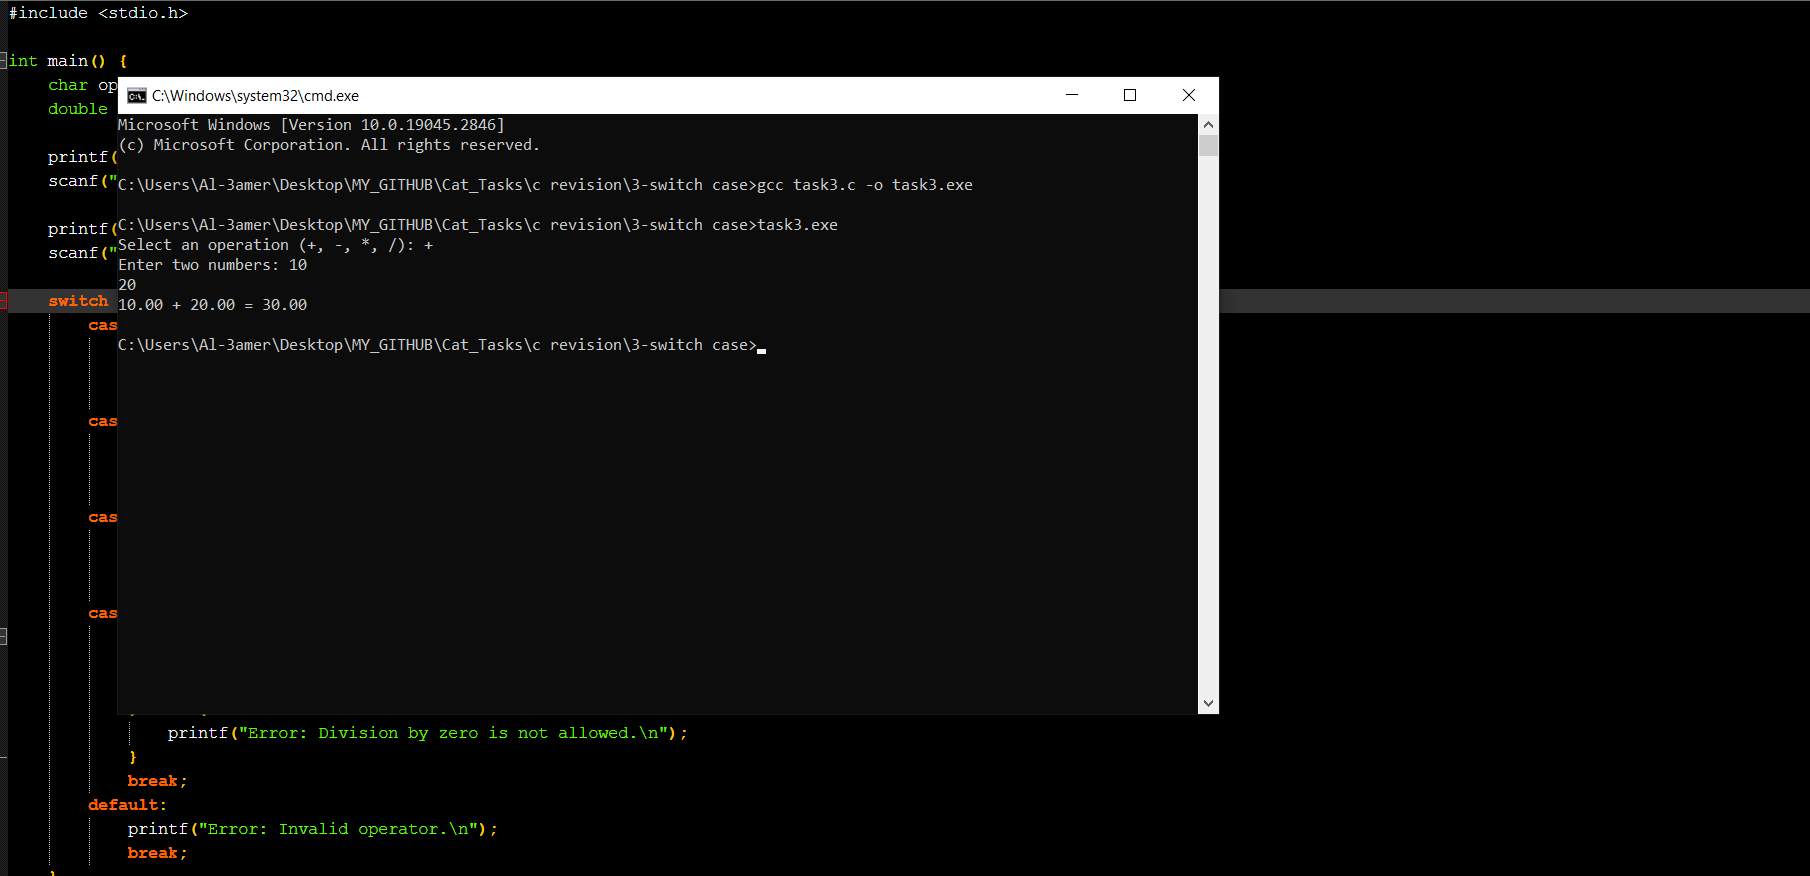 #include <stdio.h>
int main() {
char op
double
printf(
scanf("
printf(
scanf("
switch
cas
cas
cas
cas
C:\Windows\system32\cmd.exe
Microsoft Windows [Version 10.0.19045.2846]
(c) Microsoft Corporation. All rights reserved.
C:\Users\Al-3amer\Desktop\MY_GITHUB\Cat_Tasks\c revision\3-switch case>gcc task3.c -o task3.exe
C:\Users\Al-3amer\Desktop\MY_GITHUB\Cat_Tasks\c revision\3-switch case>task3.exe
Select an operation (+, -, *, /): +
Enter two numbers: 10
20
10.00 + 20.00 = 30.00
C:\Users\Al-3amer\Desktop\MY_GITHUB\Cat_Tasks\c revision\3-switch case>
printf("Error: Division by zero is not allowed.\n");
}
break;
default:
printf("Error: Invalid operator.\n");
break;